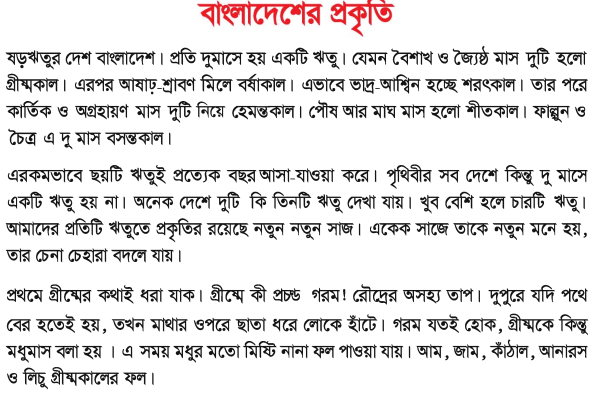 বাংলাদেশের প্রকৃতি
ষড়ঋতুর দেশ বাংলাদেশ। প্রতি দুমাসে হয় একটি ঋতু। যেমন বৈশাখ ও জ্যৈষ্ঠ মাস দুটি হলো
গ্রীষ্মকাল। এরপর আষাঢ়-শ্রাবণ মিলে বর্ষাকাল। এভাবে ভাদ্র-আশ্বিন হচ্ছে শরৎকাল। তার পরে
কার্তিক ও অগ্রহায়ণ মাস দুটি নিয়ে হেমন্তকাল। পৌষ আর মাঘ মাস হলো শীতকাল। ফাল্গুন ও
চৈত্র এ দু মাস বসন্তকাল।
এরকমভাবে ছয়টি ঋতুই প্রত্যেক বছর আসা-যাওয়া করে। পৃথিবীর সব দেশে কিন্তু দু মাসে
একটি ঋতু হয় না। অনেক দেশে দুটি কি তিনটি ঋতু দেখা যায়। খুব বেশি হলে চারটি ঋতু।
আমাদের প্রতিটি ঋতুতে প্রকৃতির রয়েছে নতুন নতুন সাজ। একেক সাজে তাকে নতুন মনে হয়,
তার চেনা চেহারা বদলে যায়।
প্রথমে গ্রীষ্মের কথাই ধরা যাক। গ্রীষ্মে কী প্রচন্ড গরম! রৌদ্রের অসহ্য তাপ। দুপুরে যদি পথে
বের হতেই হয়, তখন মাথার ওপরে ছাতা ধরে লোকে হাঁটে। গরম যতই হোক, গ্রীষ্মকে কিন্তু
মধুমাস বলা হয় । এ সময় মধুর মতো মিষ্টি নানা ফল পাওয়া যায়। আম, জাম, কাঁঠাল, আনারস
ও লিচু গ্রীষ্মকালের ফল।